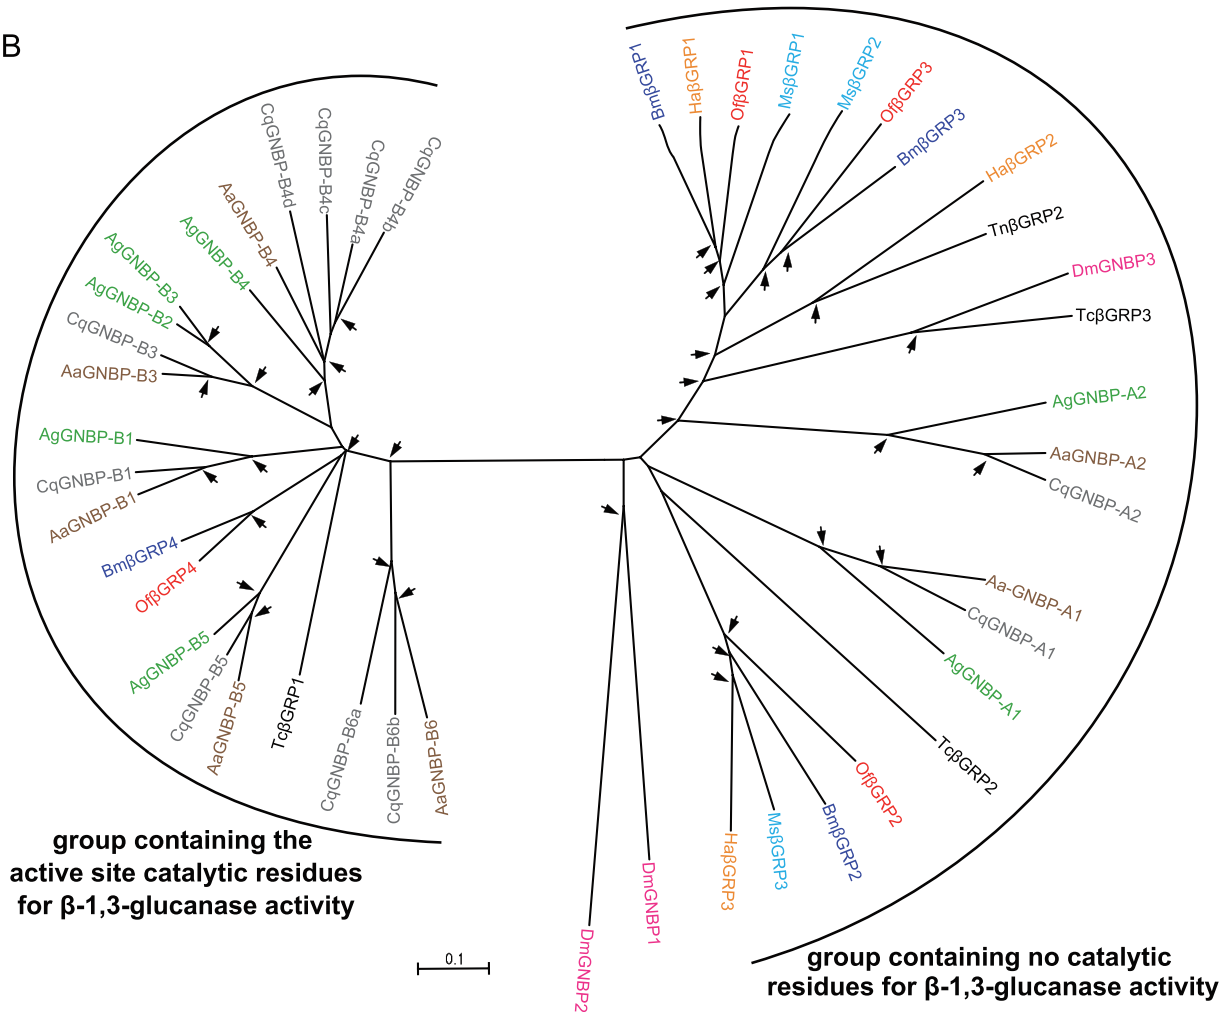 B
CqGNBP-B4d
CqGNBP-B4c
CqGNBP-B4a
CqGNBP-B4b
AaGNBP-B4
AgGNBP-B4
AgGNBP-B3
AgGNBP-B2
CqGNBP-B3
AaGNBP-B3
AgGNBP-B1
CqGNBP-B1
AaGNBP-B1
BmβGRP4
OfβGRP4
AgGNBP-B5
CqGNBP-B5
AaGNBP-B5
TcβGRP1
CqGNBP-B6a
CqGNBP-B6b
AaGNBP-B6
group containing the
active site catalytic residues
for β-1,3-glucanase activity
BmβGRP1
HaβGRP1
OfβGRP1
MsβGRP1
MsβGRP2
OfβGRP3
BmβGRP3
HaβGRP2
TnβGRP2
DmGNBP3
TcβGRP3
AgGNBP-A2
AaGNBP-A2
CqGNBP-A2
Aa-GNBP-A1
CqGNBP-A1
AgGNBP-A1
TcβGRP2
OfβGRP2
BmβGRP2
MsβGRP3
HaβGRP3
DmGNBP1
DmGNBP2
0.1
group containing no catalytic
residues for β-1,3-glucanase activity